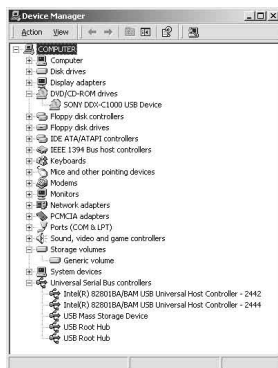 Device Manager
Action View
COMPUTER
Computer
Disk drives
Display adapters
DVD/CD-ROM drives
SONY DDX-C1000 USB Device
Floppy disk controllers
Floppy disk drives
IDE ATA/ATAPI controllers
IEEE 1394 Bus host controllers
Keyboards
Mice and other pointing devices
Modems
Monitors
Network adapters
PCMCIA adapters
Ports (COM & LPT)
Sound, video and game controllers
Storage volumes
Generic volume
System devices
Universal Serial Bus controllers
Intel(R) 82801BA/BAM USB Universal Host Controller - 2442
Intel(R) 82801BA/BAM USB Universal Host Controller - 2444
USB Mass Storage Device
USB Root Hub
USB Root Hub